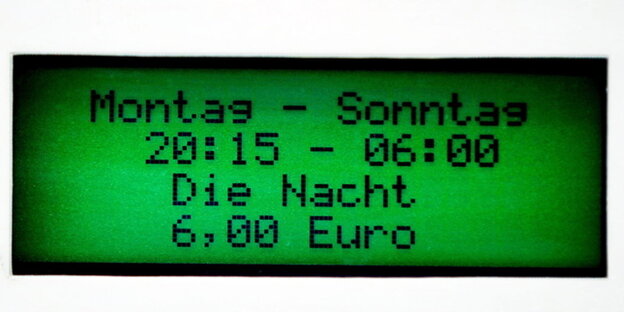 Montag - Sonntag
20:15 - 06:00
Die Nacht
6,00 Euro